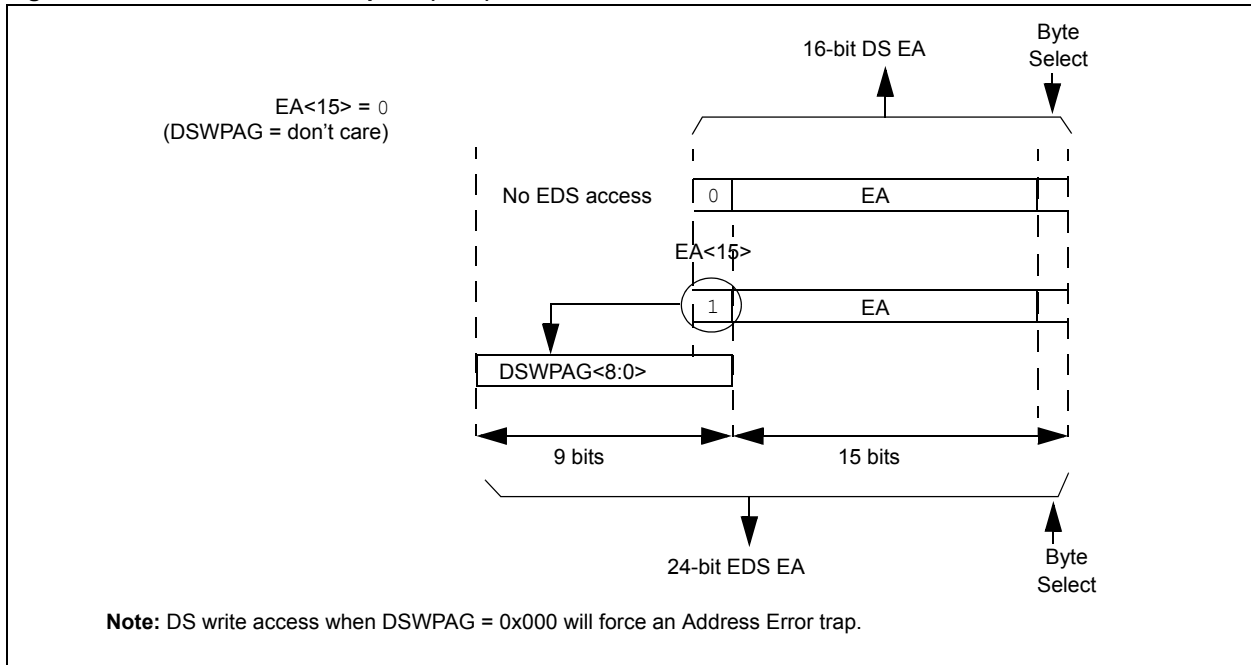 16-bit DS EA
Byte
Select
EA<15> = 0
(DSWPAG = don't care)
No EDS access
0
EA
EA<15>
1
EA
DSWPAG<8:0>
9 bits
15 bits
24-bit EDS EA
Byte
Select
Note: DS write access when DSWPAG = 0x000 will force an Address Error trap.